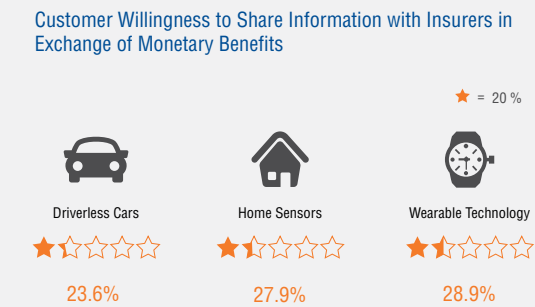 Customer Willingness to Share Information with Insurers in
Exchange of Monetary Benefits
= 20 %
Driverless Cars
Home Sensors
Wearable Technology
23.6%
27.9%
28.9%